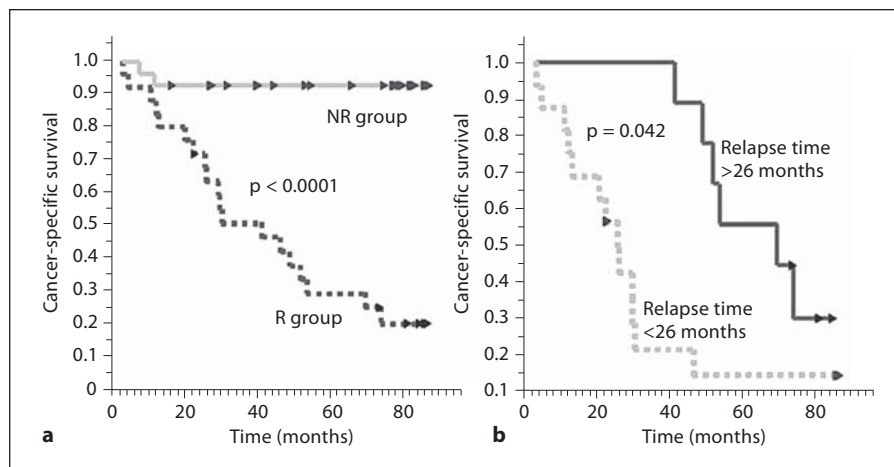 1.0
0.9
0.8
0.7
0.6
0.5
0.4
0.3
0.2
0.1
0
Cancer-specific survival
NR group
p < 0.0001
R group
0
20
40
60
80
Time (months)
a
1.0
0.9
0.8
0.7
0.6
0.5
0.4
0.3
0.2
0.1
Cancer-specific survival
p = 0.042
Relapse time
>26 months
Relapse time
<26 months
0
20
40
60
80
Time (months)
b